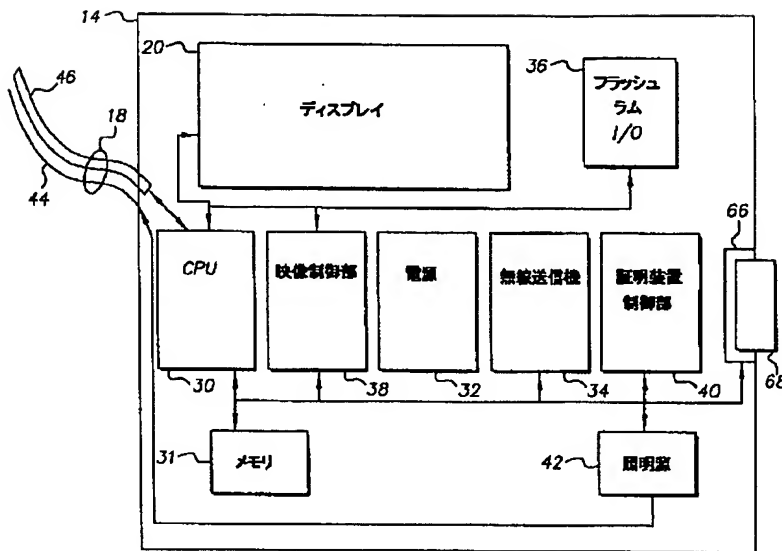 14
20
ディスプレイ
36
フラッシュ
ラム
I/O
46
18
44
66
CPU
映像制御部
電源
無線送信機
証明装置
制御部
30
38
32
34
40
68
31
メモリ
42
照明源